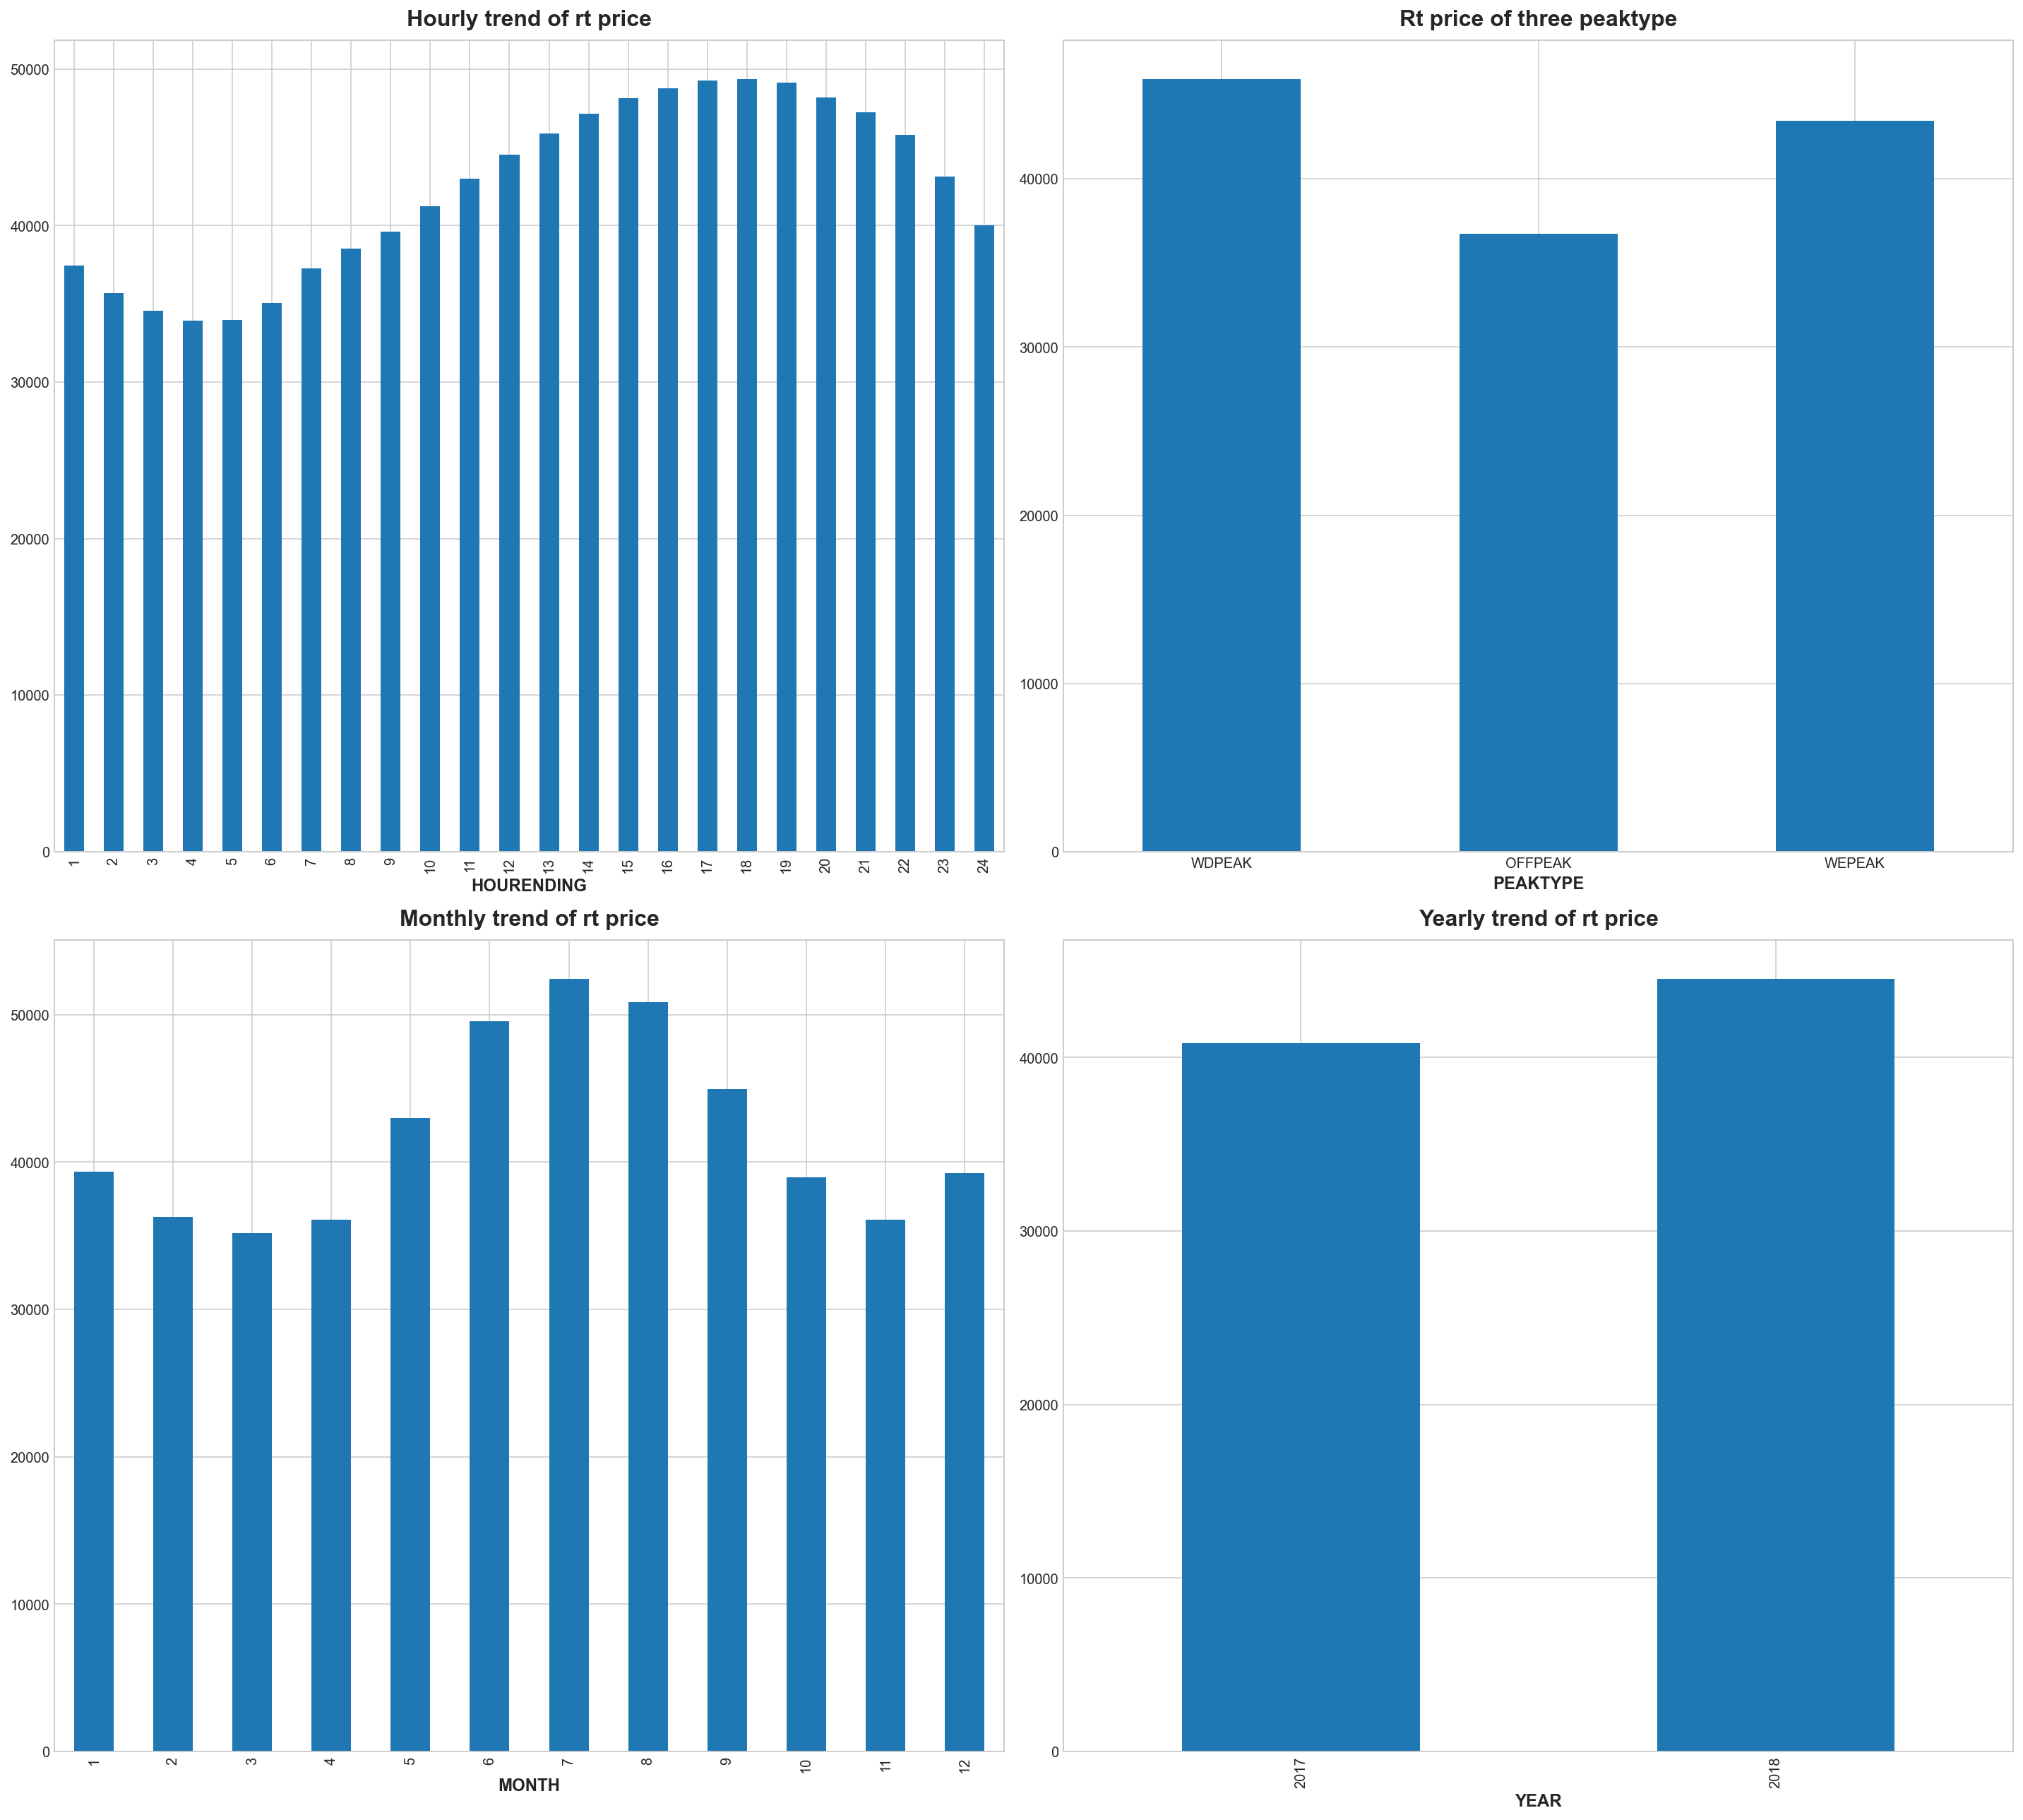 Hourly trend of rt price
50000
40000
30000
20000
10000
0
1 2 3 4 5 6 7 8 9 10 11 12 13 14 15 16 17 18 19 20 21 22 23 24
HOURENDING
Rt price of three peaktype
40000
30000
20000
10000
0
WDPEAK OFFPEAK WEPEAK
PEAKTYPE
Monthly trend of rt price
50000
40000
30000
20000
10000
0
1 2 3 4 5 6 7 8 9 10 11 12
MONTH
Yearly trend of rt price
40000
30000
20000
10000
0
2017 2018
YEAR